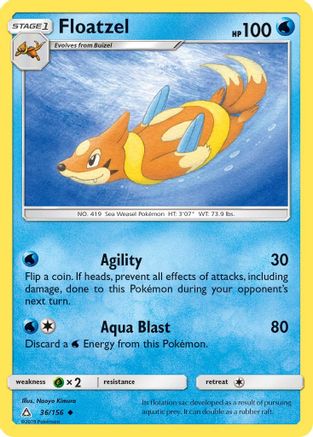 STAGE 1 Floatzel HP 100
Evolves from Buizel
NO. 419 Sea Weasel Pokémon HT: 3'07" WT: 73.9 lbs.
Agility 30
Flip a coin. If heads, prevent all effects of attacks, including
damage, done to this Pokémon during your opponent's
next turn.
Aqua Blast 80
Discard a Energy from this Pokémon.
weakness × 2 resistance retreat
Illus. Naoyo Kimura
36/156
©2018 Pokémon
Its flotation sac developed as a result of pursuing
aquatic prey. It can double as a rubber raft.